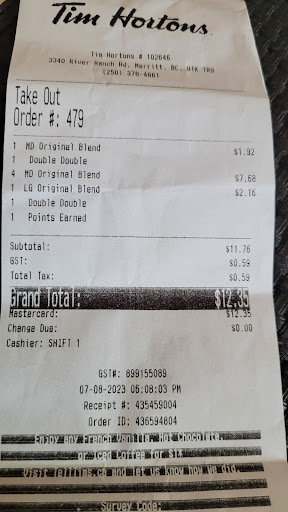 Tim Hortons
Tim Hortons # 102646
3340 River Ranch Rd, Merritt, BC, V1K 1R5
(250) 378-4661
Take Out
Order #: 479
1 MD Original Blend $1.92
1 Double Double
4 MD Original Blend $7.68
1 LG Original Blend $2.16
1 Double Double
1 Points Earned
Subtotal: $11.76
GST: $0.59
Total Tax: $0.59
Grand Total: $12.35
Mastercard: $12.35
Change Due: $0.00
Cashier: SHIFT 1
GST#: 899155089
07-08-2023 06:08:03 PM
Receipt #: 435459004
Order ID: 436594804
Enjoy any French Vanilla, Hot Chocolate,
or Iced Coffee for $1*
Visit Tellims.ca and let us know how we did.
Survey Code: